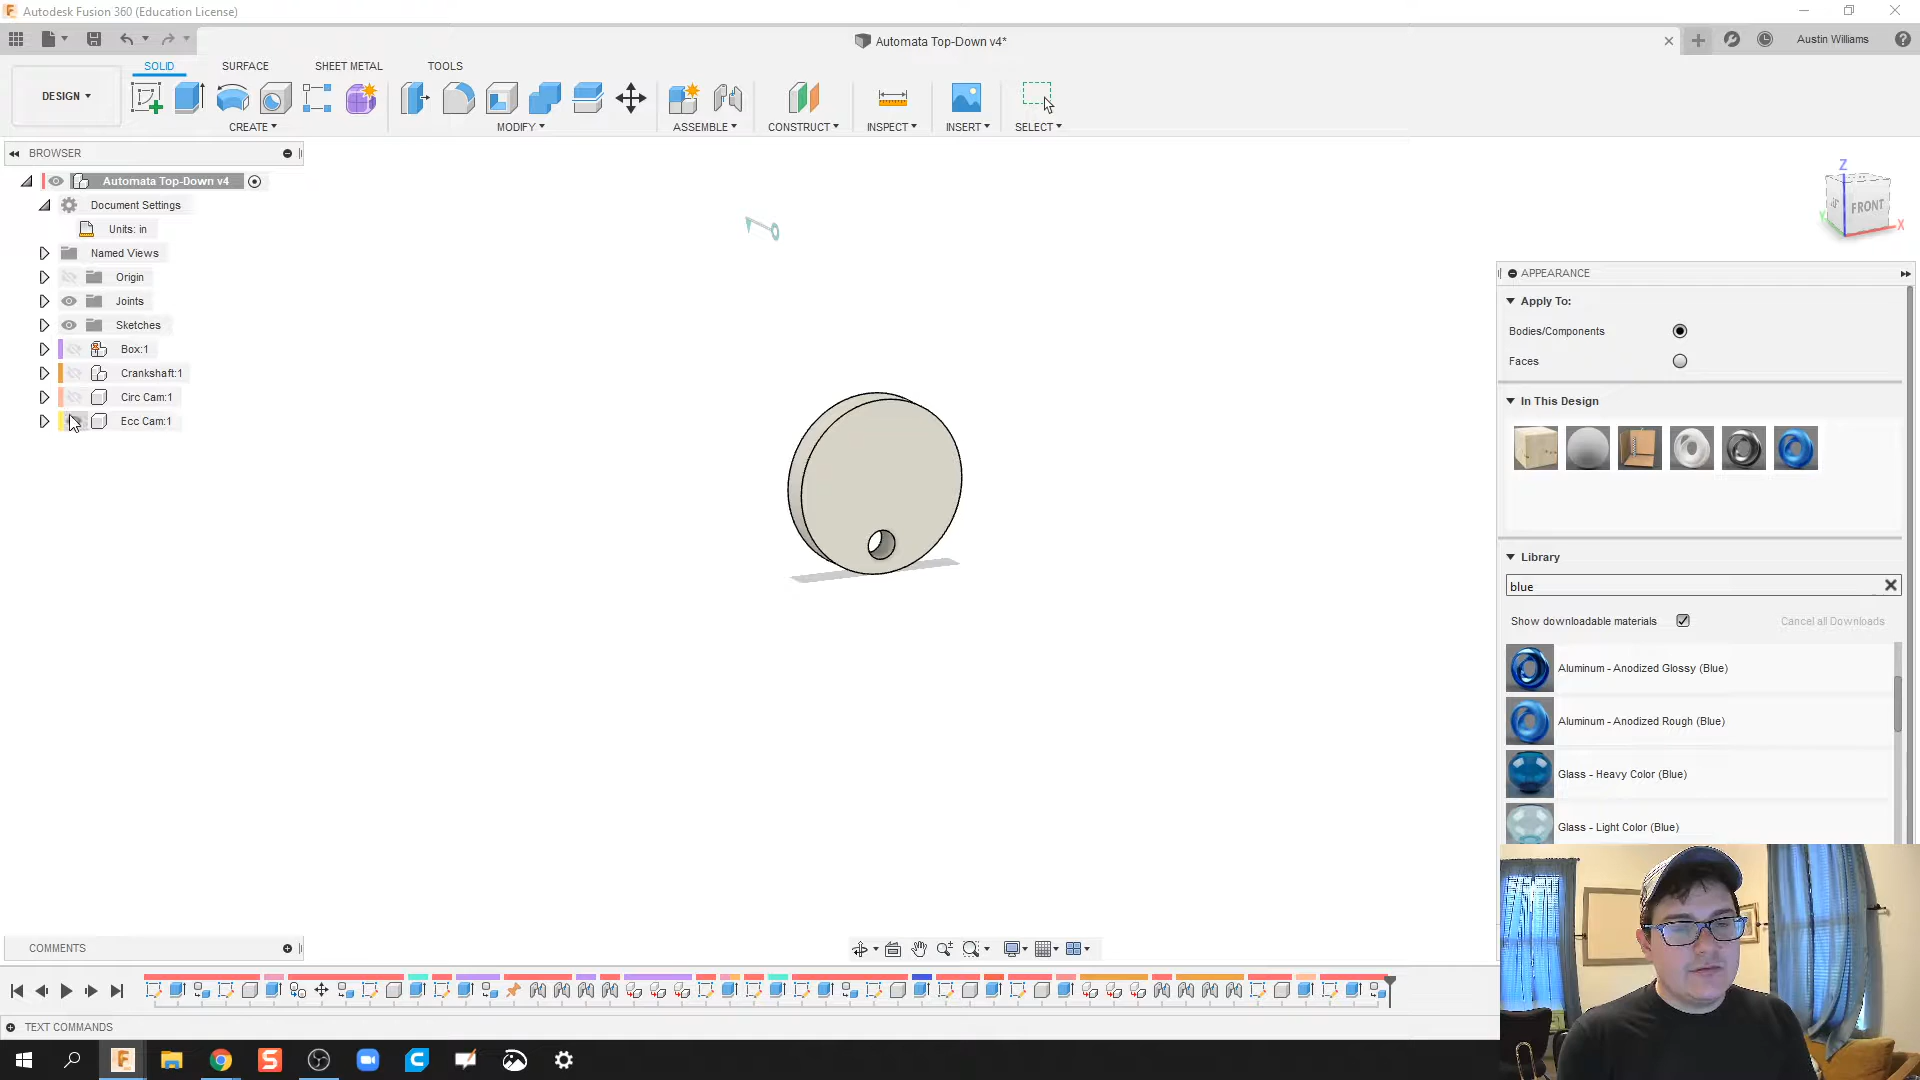 Autodesk Fusion 360 (Education License)
Automata Top-Down v4*
Austin Williams
SOLID SURFACE SHEET METAL TOOLS
DESIGN
CREATE MODIFY ASSEMBLE CONSTRUCT INSPECT INSERT SELECT
BROWSER
Automata Top-Down v4
Document Settings
Units: in
Named Views
Origin
Joints
Sketches
Box:1
Crankshaft:1
Circ Cam:1
Ecc Cam:1
Z
FRONT
X
APPEARANCE
Apply To:
Bodies/Components
Faces
In This Design
Library
blue
Show downloadable materials Cancel all Downloads
Aluminum - Anodized Glossy (Blue)
Aluminum - Anodized Rough (Blue)
Glass - Heavy Color (Blue)
Glass - Light Color (Blue)
COMMENTS
TEXT COMMANDS